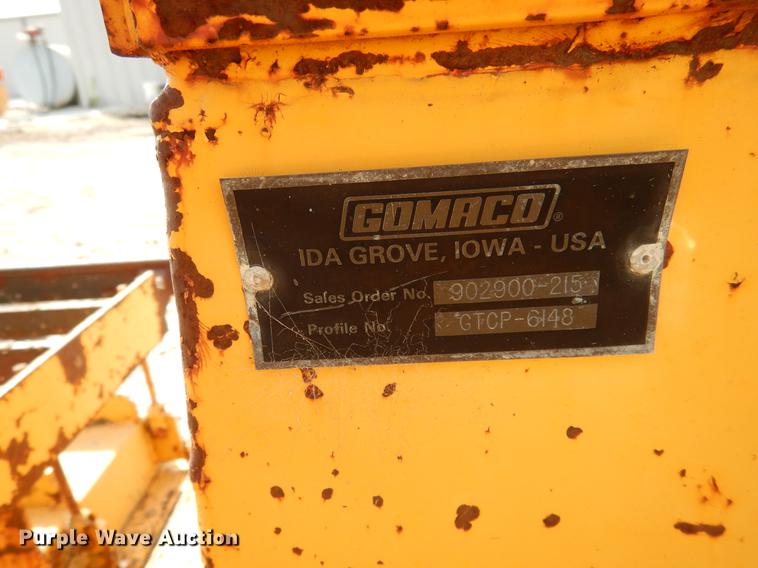 GOMACO®
IDA GROVE, IOWA - USA
Sales Order No. 902900-215
Profile No. GTCP-6148
Purple Wave Auction